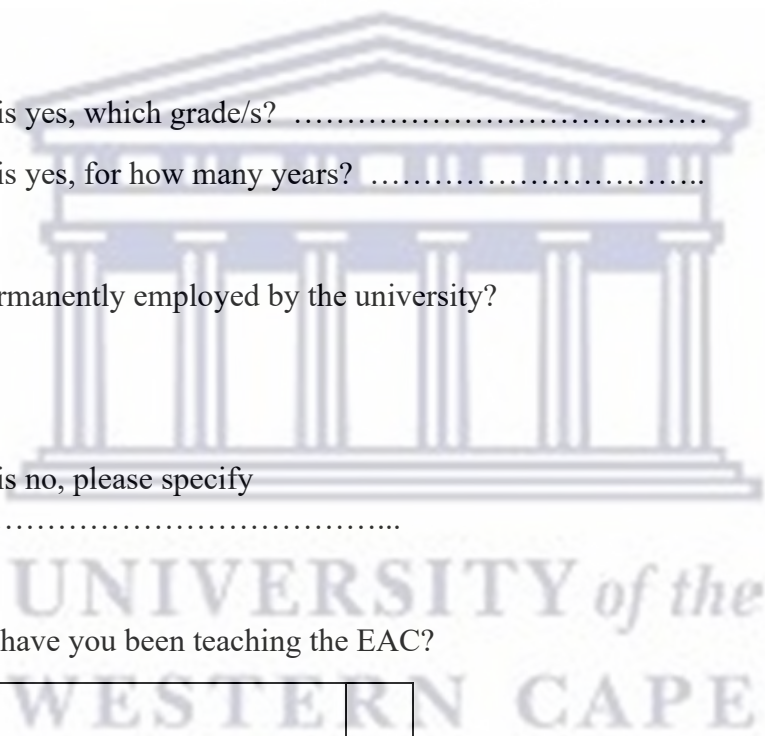 is yes, which grade/s? ………………………………….
is yes, for how many years? …………………………..
rmanently employed by the university?
is no, please specify
………………………………...
UNIVERSITY of the
have you been teaching the EAC?
WESTERN CAPE